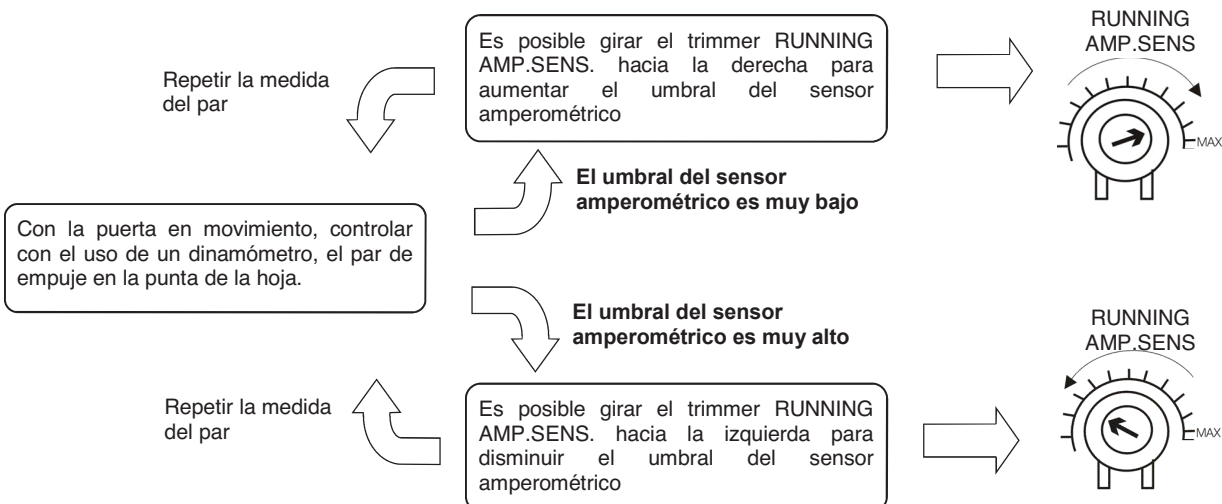 Es posible girar el trimmer RUNNING
AMP.SENS. hacia la derecha para
aumentar el umbral del sensor
amperométrico
RUNNING
AMP.SENS
MAX
Repetir la medida
del par
El umbral del sensor
amperométrico es muy bajo
Con la puerta en movimiento, controlar
con el uso de un dinamómetro, el par de
empuje en la punta de la hoja.
El umbral del sensor
amperométrico es muy alto
Repetir la medida
del par
Es posible girar el trimmer RUNNING
AMP.SENS. hacia la izquierda para
disminuir el umbral del sensor
amperométrico
RUNNING
AMP.SENS
MAX